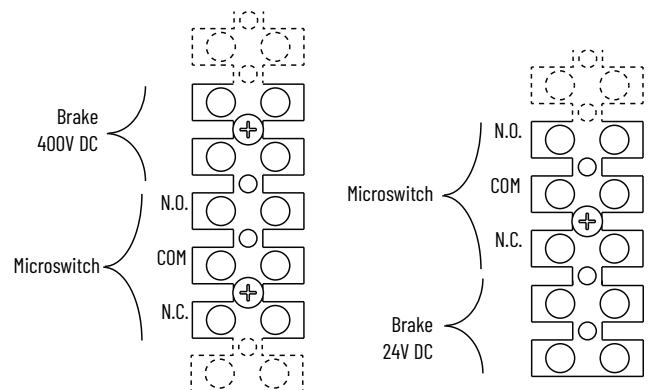 Brake
400V DC
N.O.
Microswitch
COM
N.C.
N.O.
Microswitch
COM
N.C.
Brake
24V DC